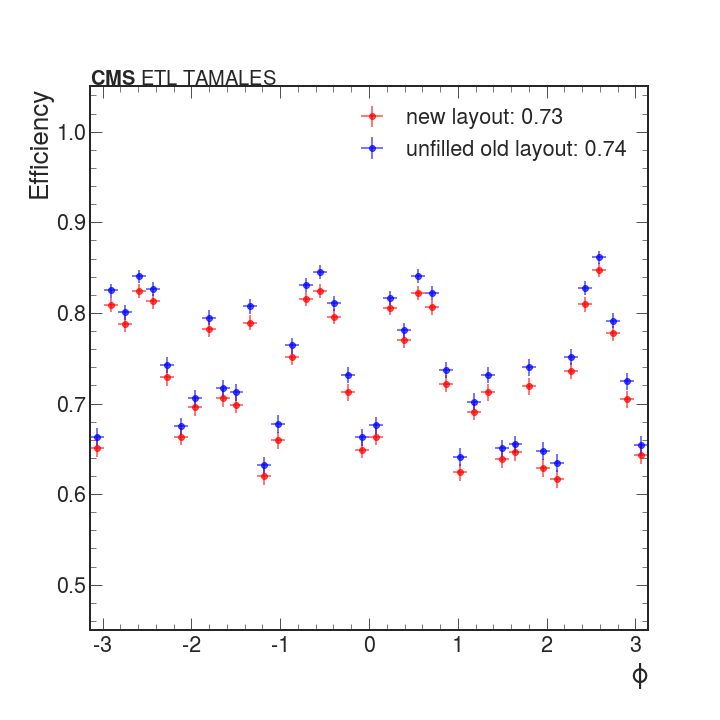 CMS ETL TAMALES
Efficiency
new layout: 0.73
unfilled old layout: 0.74
1.0
0.9
0.8
0.7
0.6
0.5
-3 -2 -1 0 1 2 3
ϕ